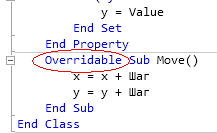 y = Value
End Set
End Property
Overridable Sub Move()
x = x + Шаг
y = y + Шаг
End Sub
End Class